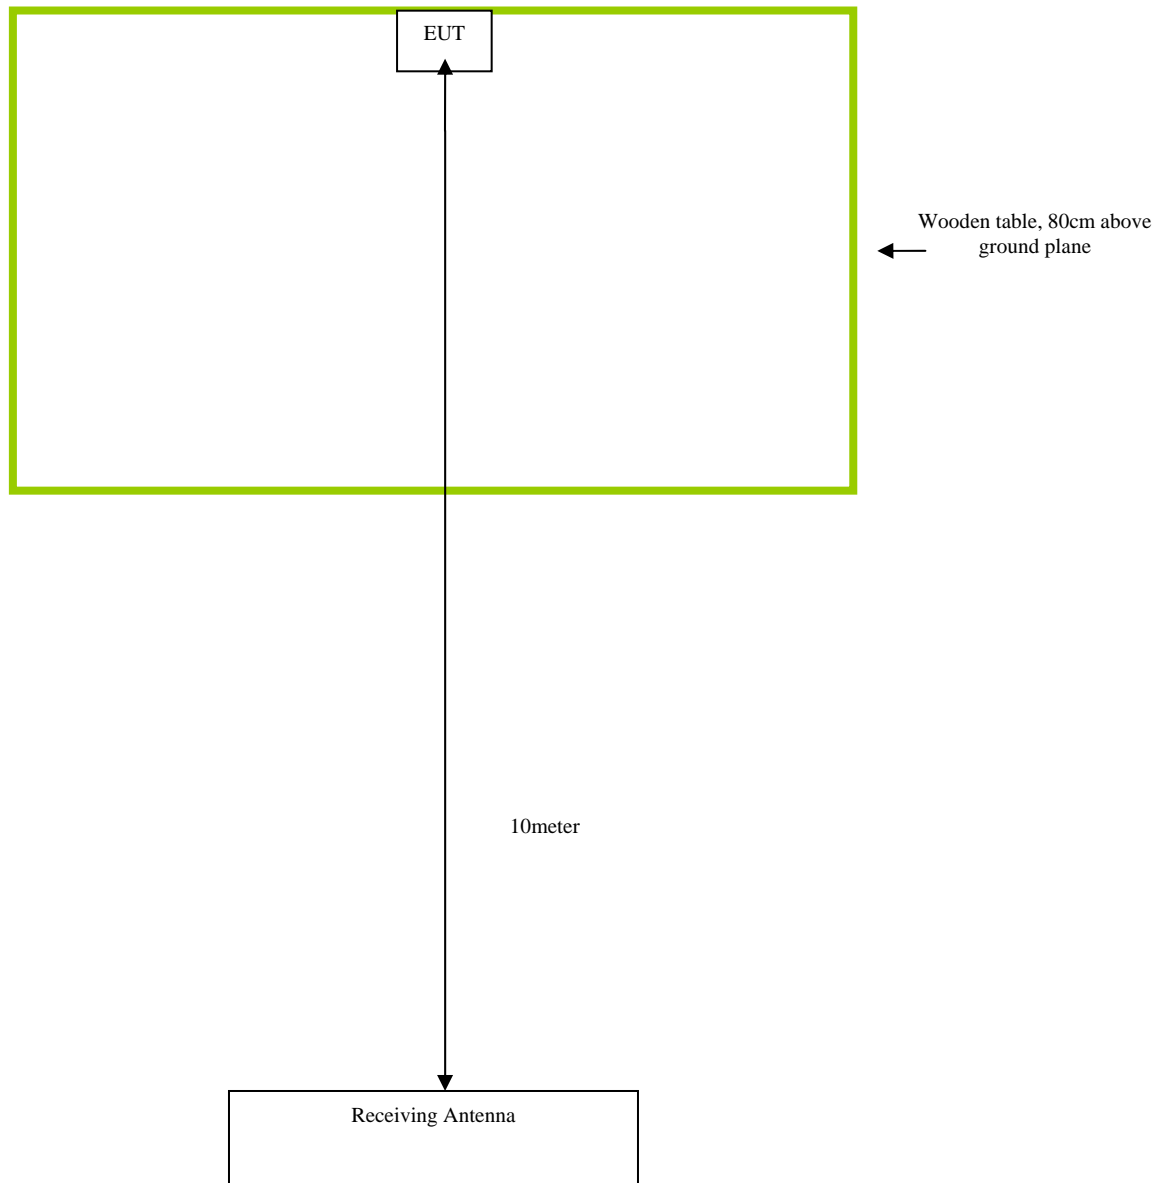 EUT
Wooden table, 80cm above
ground plane
10meter
Receiving Antenna